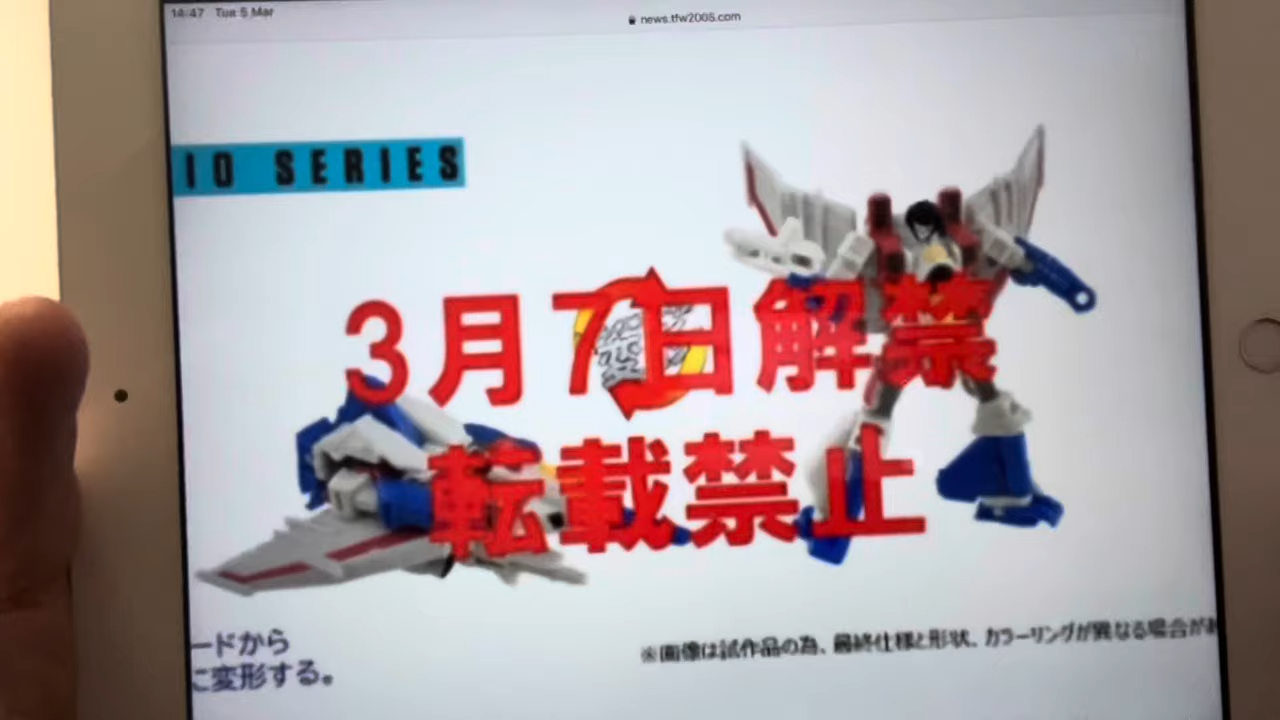 14:47 Tue 5 Mar
news.tfw2005.com
IO SERIES
3月7日解禁
転載禁止
ードから
に変形する。
※画像は試作品の為、最終仕様と形状、カラーリングが異なる場合が